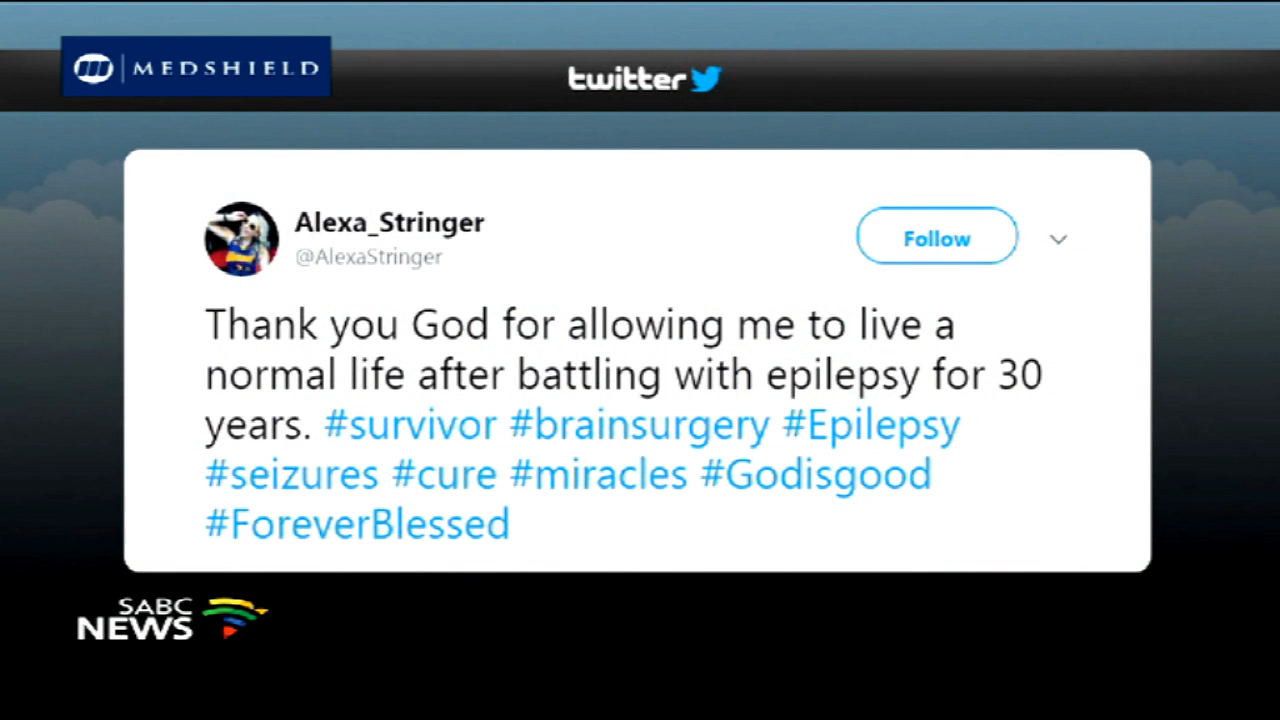 MEDSHIELD
twitter
Alexa_Stringer
@AlexaStringer
Follow
Thank you God for allowing me to live a
normal life after battling with epilepsy for 30
years. #survivor #brainsurgery #Epilepsy
#seizures #cure #miracles #Godisgood
#ForeverBlessed
SABC
NEWS